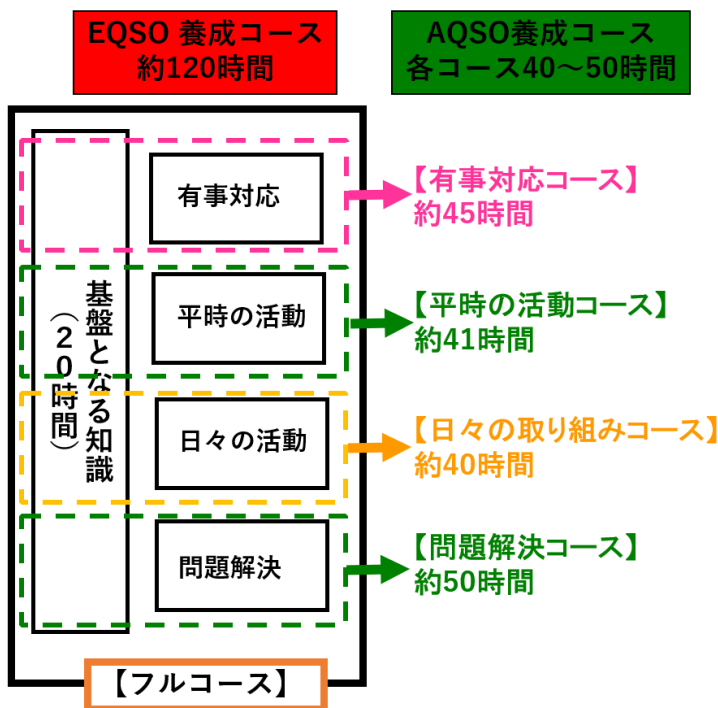 EQSO 養成コース
約120時間
AQSO養成コース
各コース40～50時間
基盤となる知識
（20時間）
有事対応
【有事対応コース】
約45時間
平時の活動
【平時の活動コース】
約41時間
日々の活動
【日々の取り組みコース】
約40時間
問題解決
【問題解決コース】
約50時間
【フルコース】